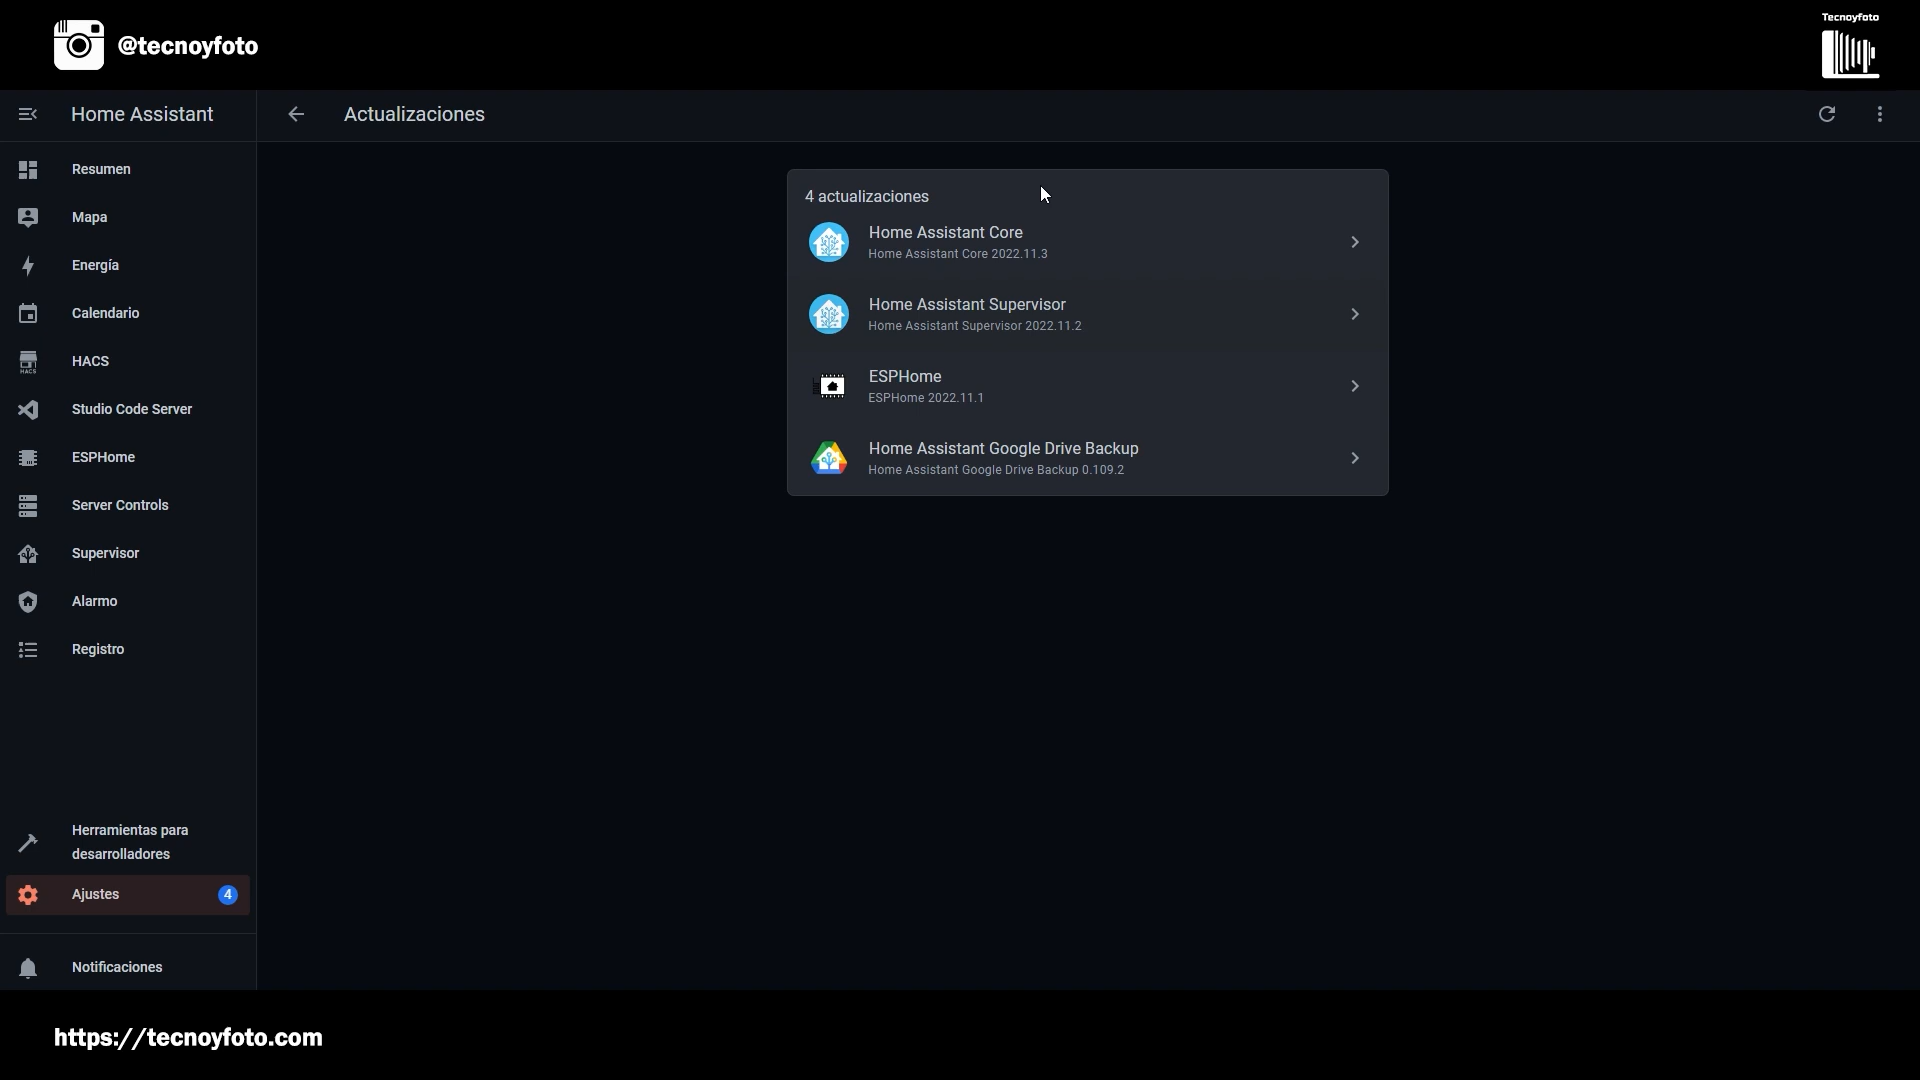 @tecnoyfoto
Tecnoyfoto
Home Assistant
Actualizaciones
Resumen
Mapa
Energía
Calendario
HACS
HACS
Studio Code Server
ESPHome
Server Controls
Supervisor
Alarmo
Registro
Herramientas para
desarrolladores
Ajustes
4
Notificaciones
4 actualizaciones
Home Assistant Core
Home Assistant Core 2022.11.3
Home Assistant Supervisor
Home Assistant Supervisor 2022.11.2
ESPHome
ESPHome 2022.11.1
Home Assistant Google Drive Backup
Home Assistant Google Drive Backup 0.109.2
https://tecnoyfoto.com